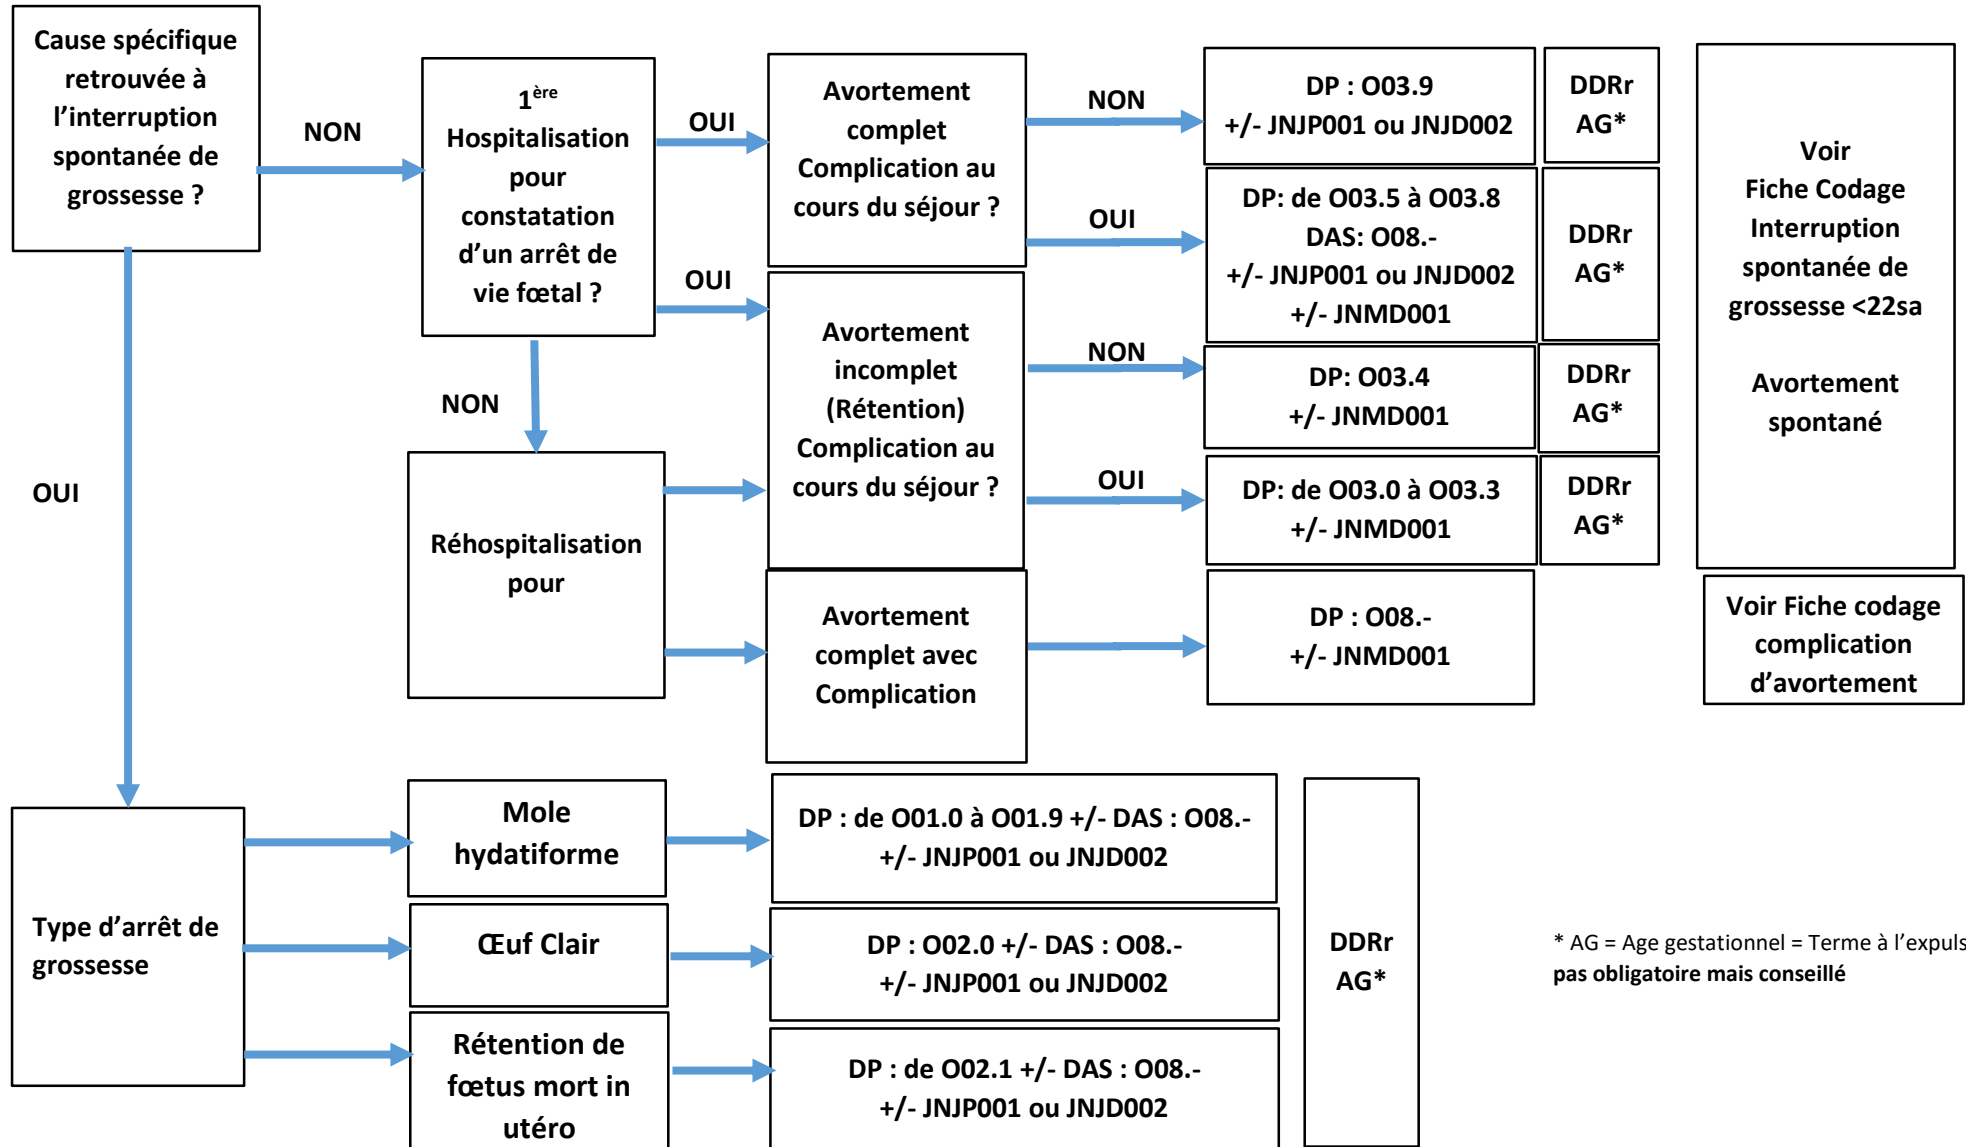 Cause spécifique
retrouvée à
l'interruption
spontanée de
grossesse ?
NON
OUI
1ère
Hospitalisation
pour
constatation
d'un arrêt de
vie fœtal ?
OUI
OUI
NON
Réhospitalisation
pour
Avortement
complet
Complication au
cours du séjour ?
NON
OUI
Avortement
incomplet
(Rétention)
Complication au
cours du séjour ?
NON
OUI
Avortement
complet avec
Complication
DP : O03.9
+/- JNJP001 ou JNJD002
DDRr
AG*
DP: de O03.5 à O03.8
DAS: O08.-
+/- JNJP001 ou JNJD002
+/- JNMD001
DDRr
AG*
DP: O03.4
+/- JNMD001
DDRr
AG*
DP: de O03.0 à O03.3
+/- JNMD001
DDRr
AG*
DP : O08.-
+/- JNMD001
Voir
Fiche Codage
Interruption
spontanée de
grossesse <22sa
Avortement
spontané
Voir Fiche codage
complication
d'avortement
Type d'arrêt de
grossesse
Mole
hydatiforme
DP : de O01.0 à O01.9 +/- DAS : O08.-
+/- JNJP001 ou JNJD002
Œuf Clair
DP : O02.0 +/- DAS : O08.-
+/- JNJP001 ou JNJD002
Rétention de
fœtus mort in
utéro
DP : de O02.1 +/- DAS : O08.-
+/- JNJP001 ou JNJD002
DDRr
AG*
* AG = Age gestationnel = Terme à l'expuls
pas obligatoire mais conseillé